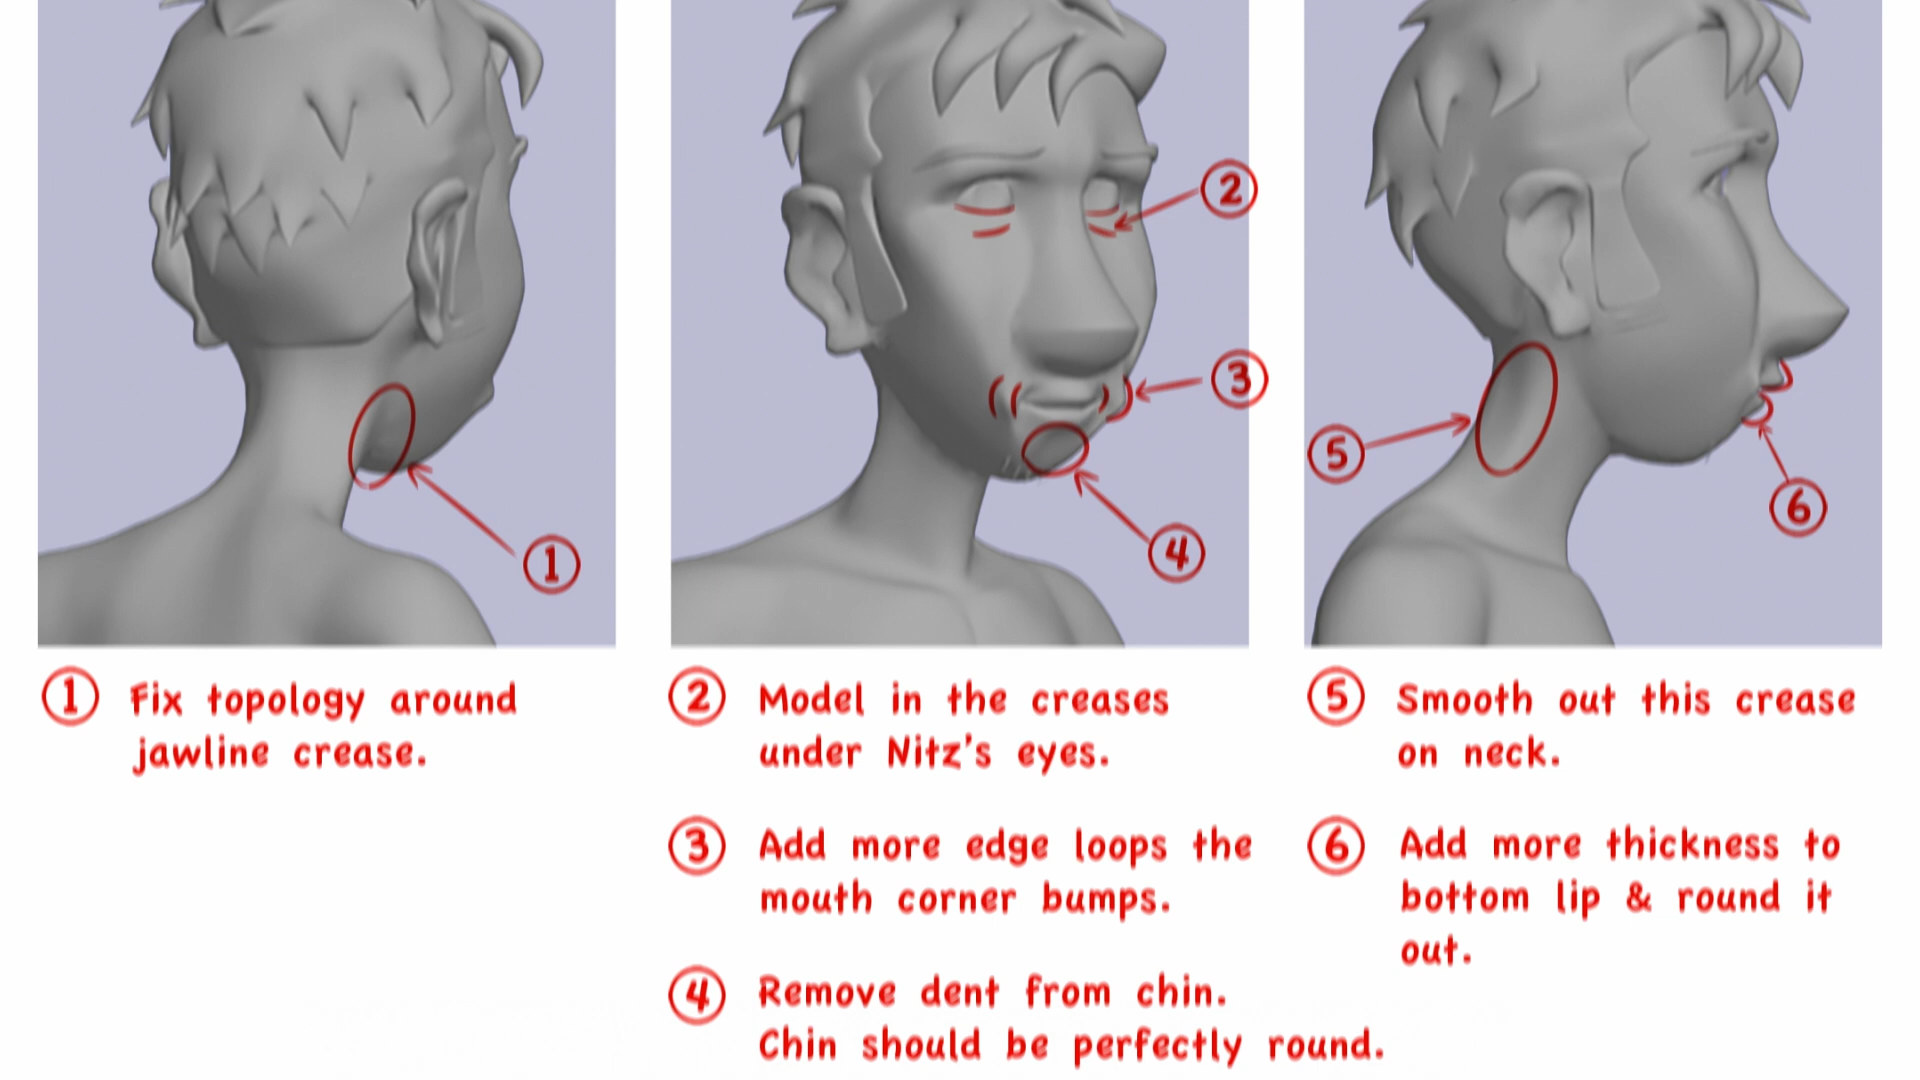 2
3
5
6
4
1
1 Fix topology around
jawline crease.
2 Model in the creases
under Nitz's eyes.
3 Add more edge loops the
mouth corner bumps.
4 Remove dent from chin.
Chin should be perfectly round.
5 Smooth out this crease
on neck.
6 Add more thickness to
bottom lip & round it
out.